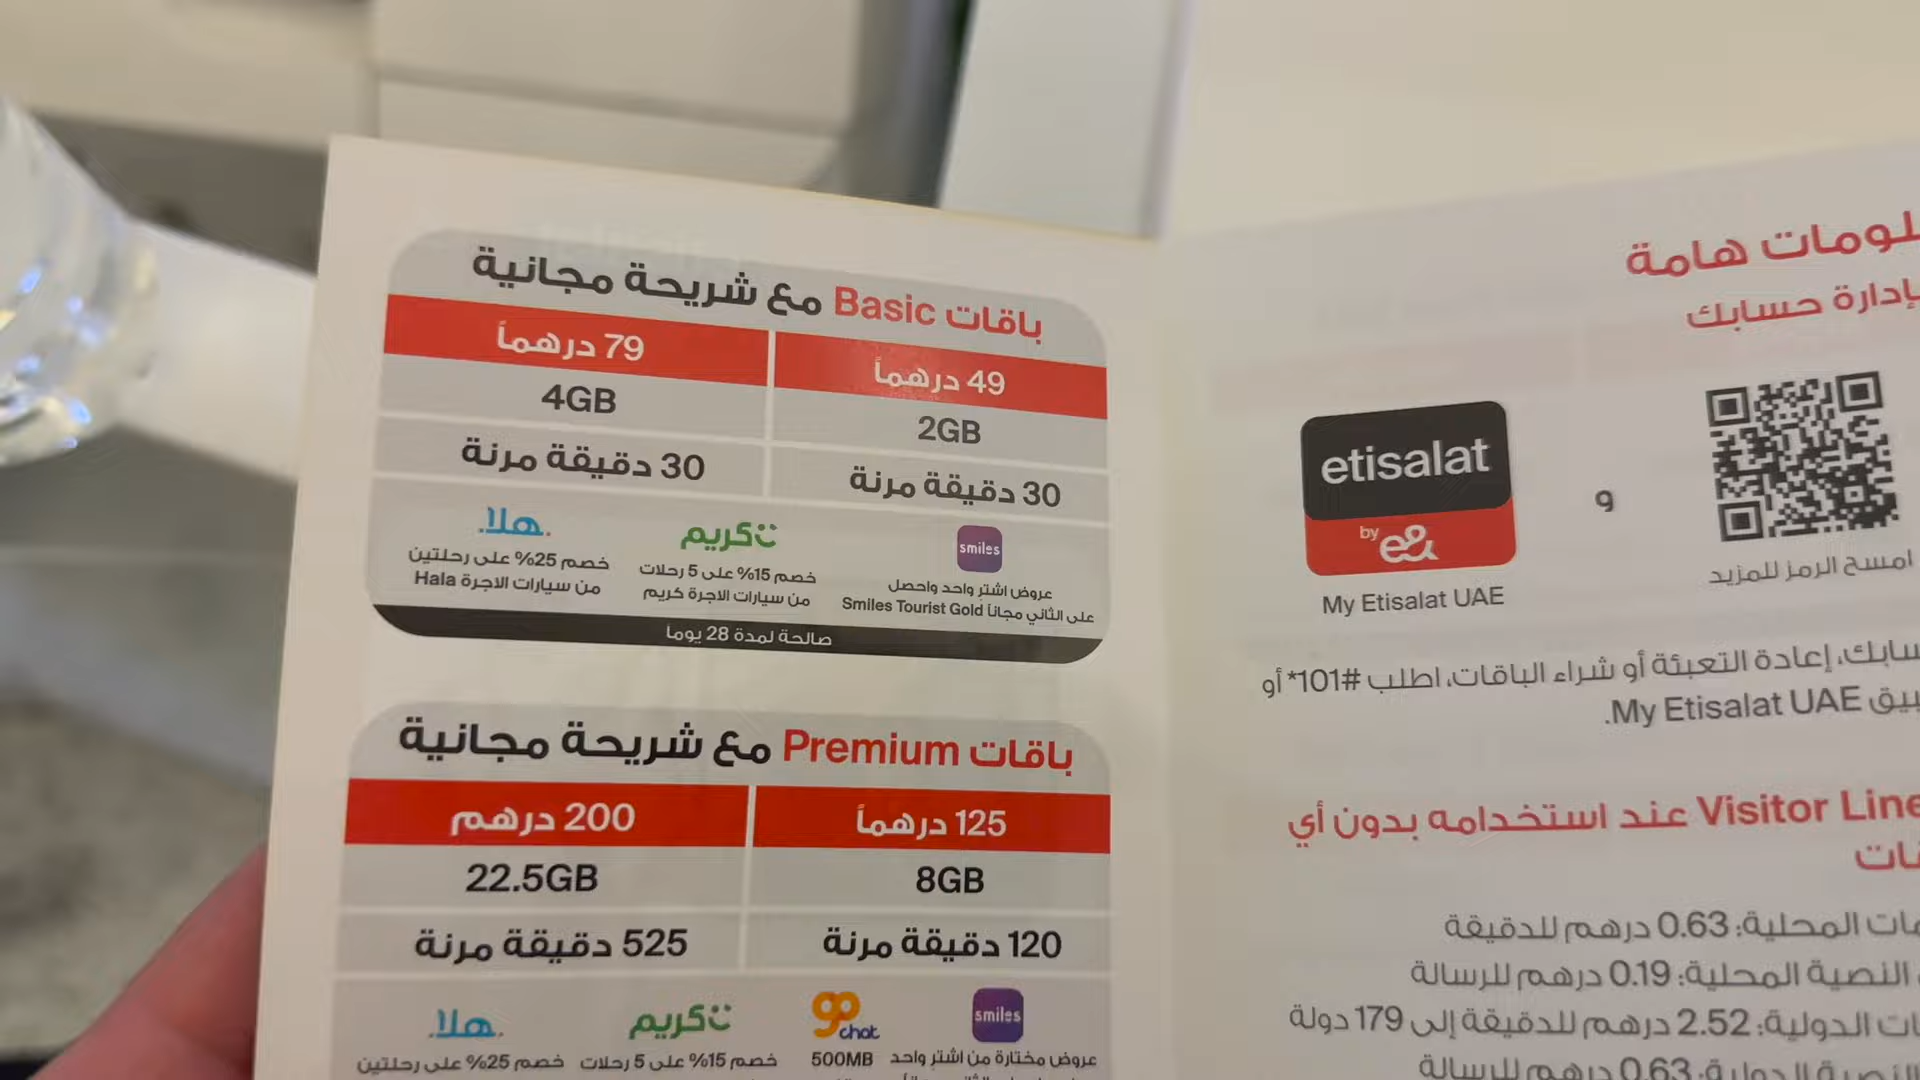 باقات Basic مع شريحة مجانية
49 درهماً
79 درهماً
2GB
4GB
30 دقيقة مرنة
30 دقيقة مرنة
smiles
عروض اشترِ واحد واحصل
على الثاني مجاناً Smiles Tourist Gold
كريم
خصم 15% على 5 رحلات
من سيارات الاجرة كريم
هلا
خصم 25% على رحلتين
من سيارات الاجرة Hala
صالحة لمدة 28 يوماً
باقات Premium مع شريحة مجانية
125 درهماً
200 درهم
8GB
22.5GB
120 دقيقة مرنة
525 دقيقة مرنة
smiles
عروض مختارة من اشترِ واحد
go chat
500MB
كريم
خصم 15% على 5 رحلات
هلا
خصم 25% على رحلتين
هامة
بإدارة حسابك
امسح الرمز للمزيد
و
etisalat
by e&
My Etisalat UAE
إعادة التعبئة أو شراء الباقات، اطلب #101* أو
My Etisalat UAE.
Visitor Line عند استخدامه بدون أي
المحلية: 0.63 درهم للدقيقة
النصية المحلية: 0.19 درهم للرسالة
الدولية: 2.52 درهم للدقيقة إلى 179 دولة
الدولية: 0.63 درهم للرسالة